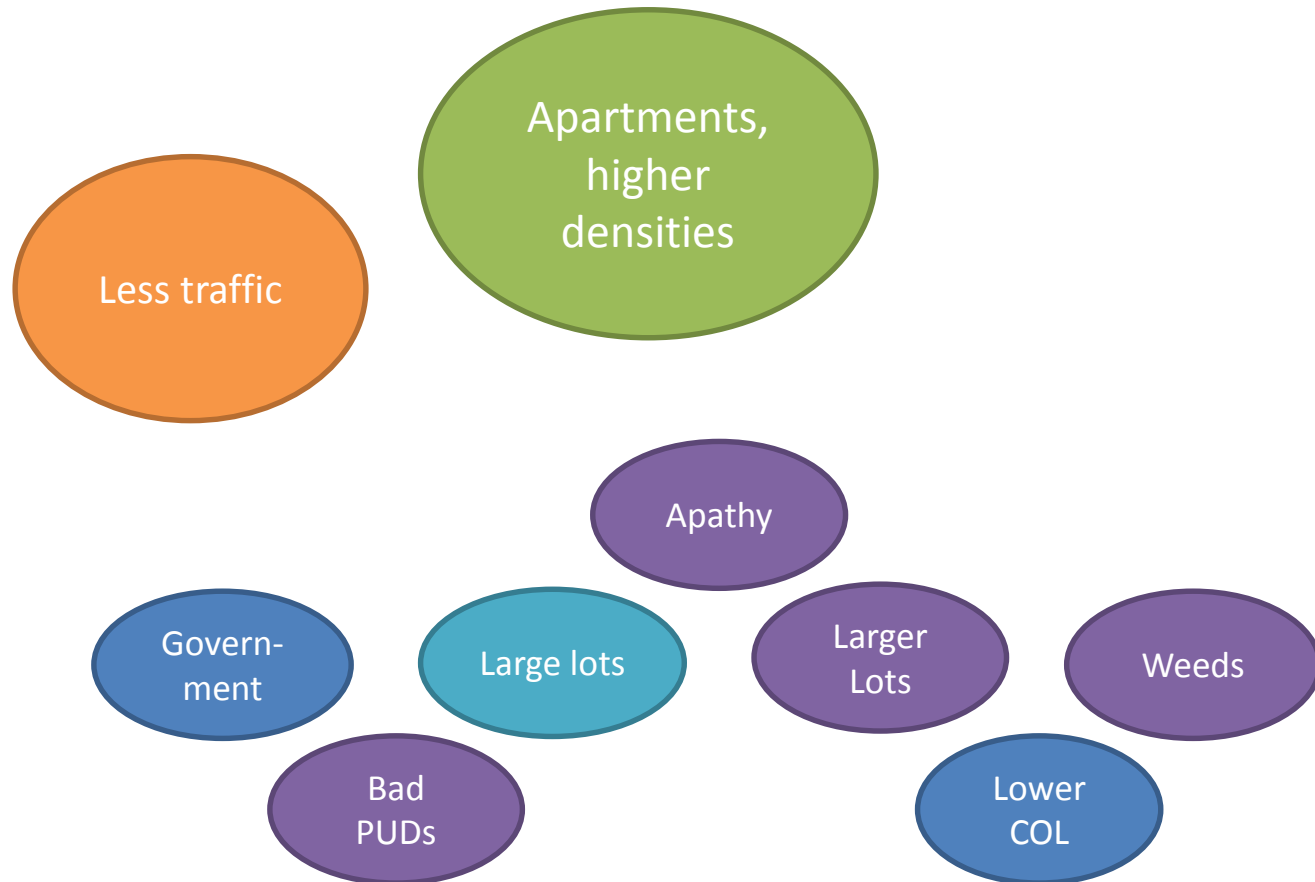 Apartments,
higher
densities
Less traffic
Apathy
Govern-
ment
Large lots
Larger
Lots
Weeds
Bad
PUDs
Lower
COL